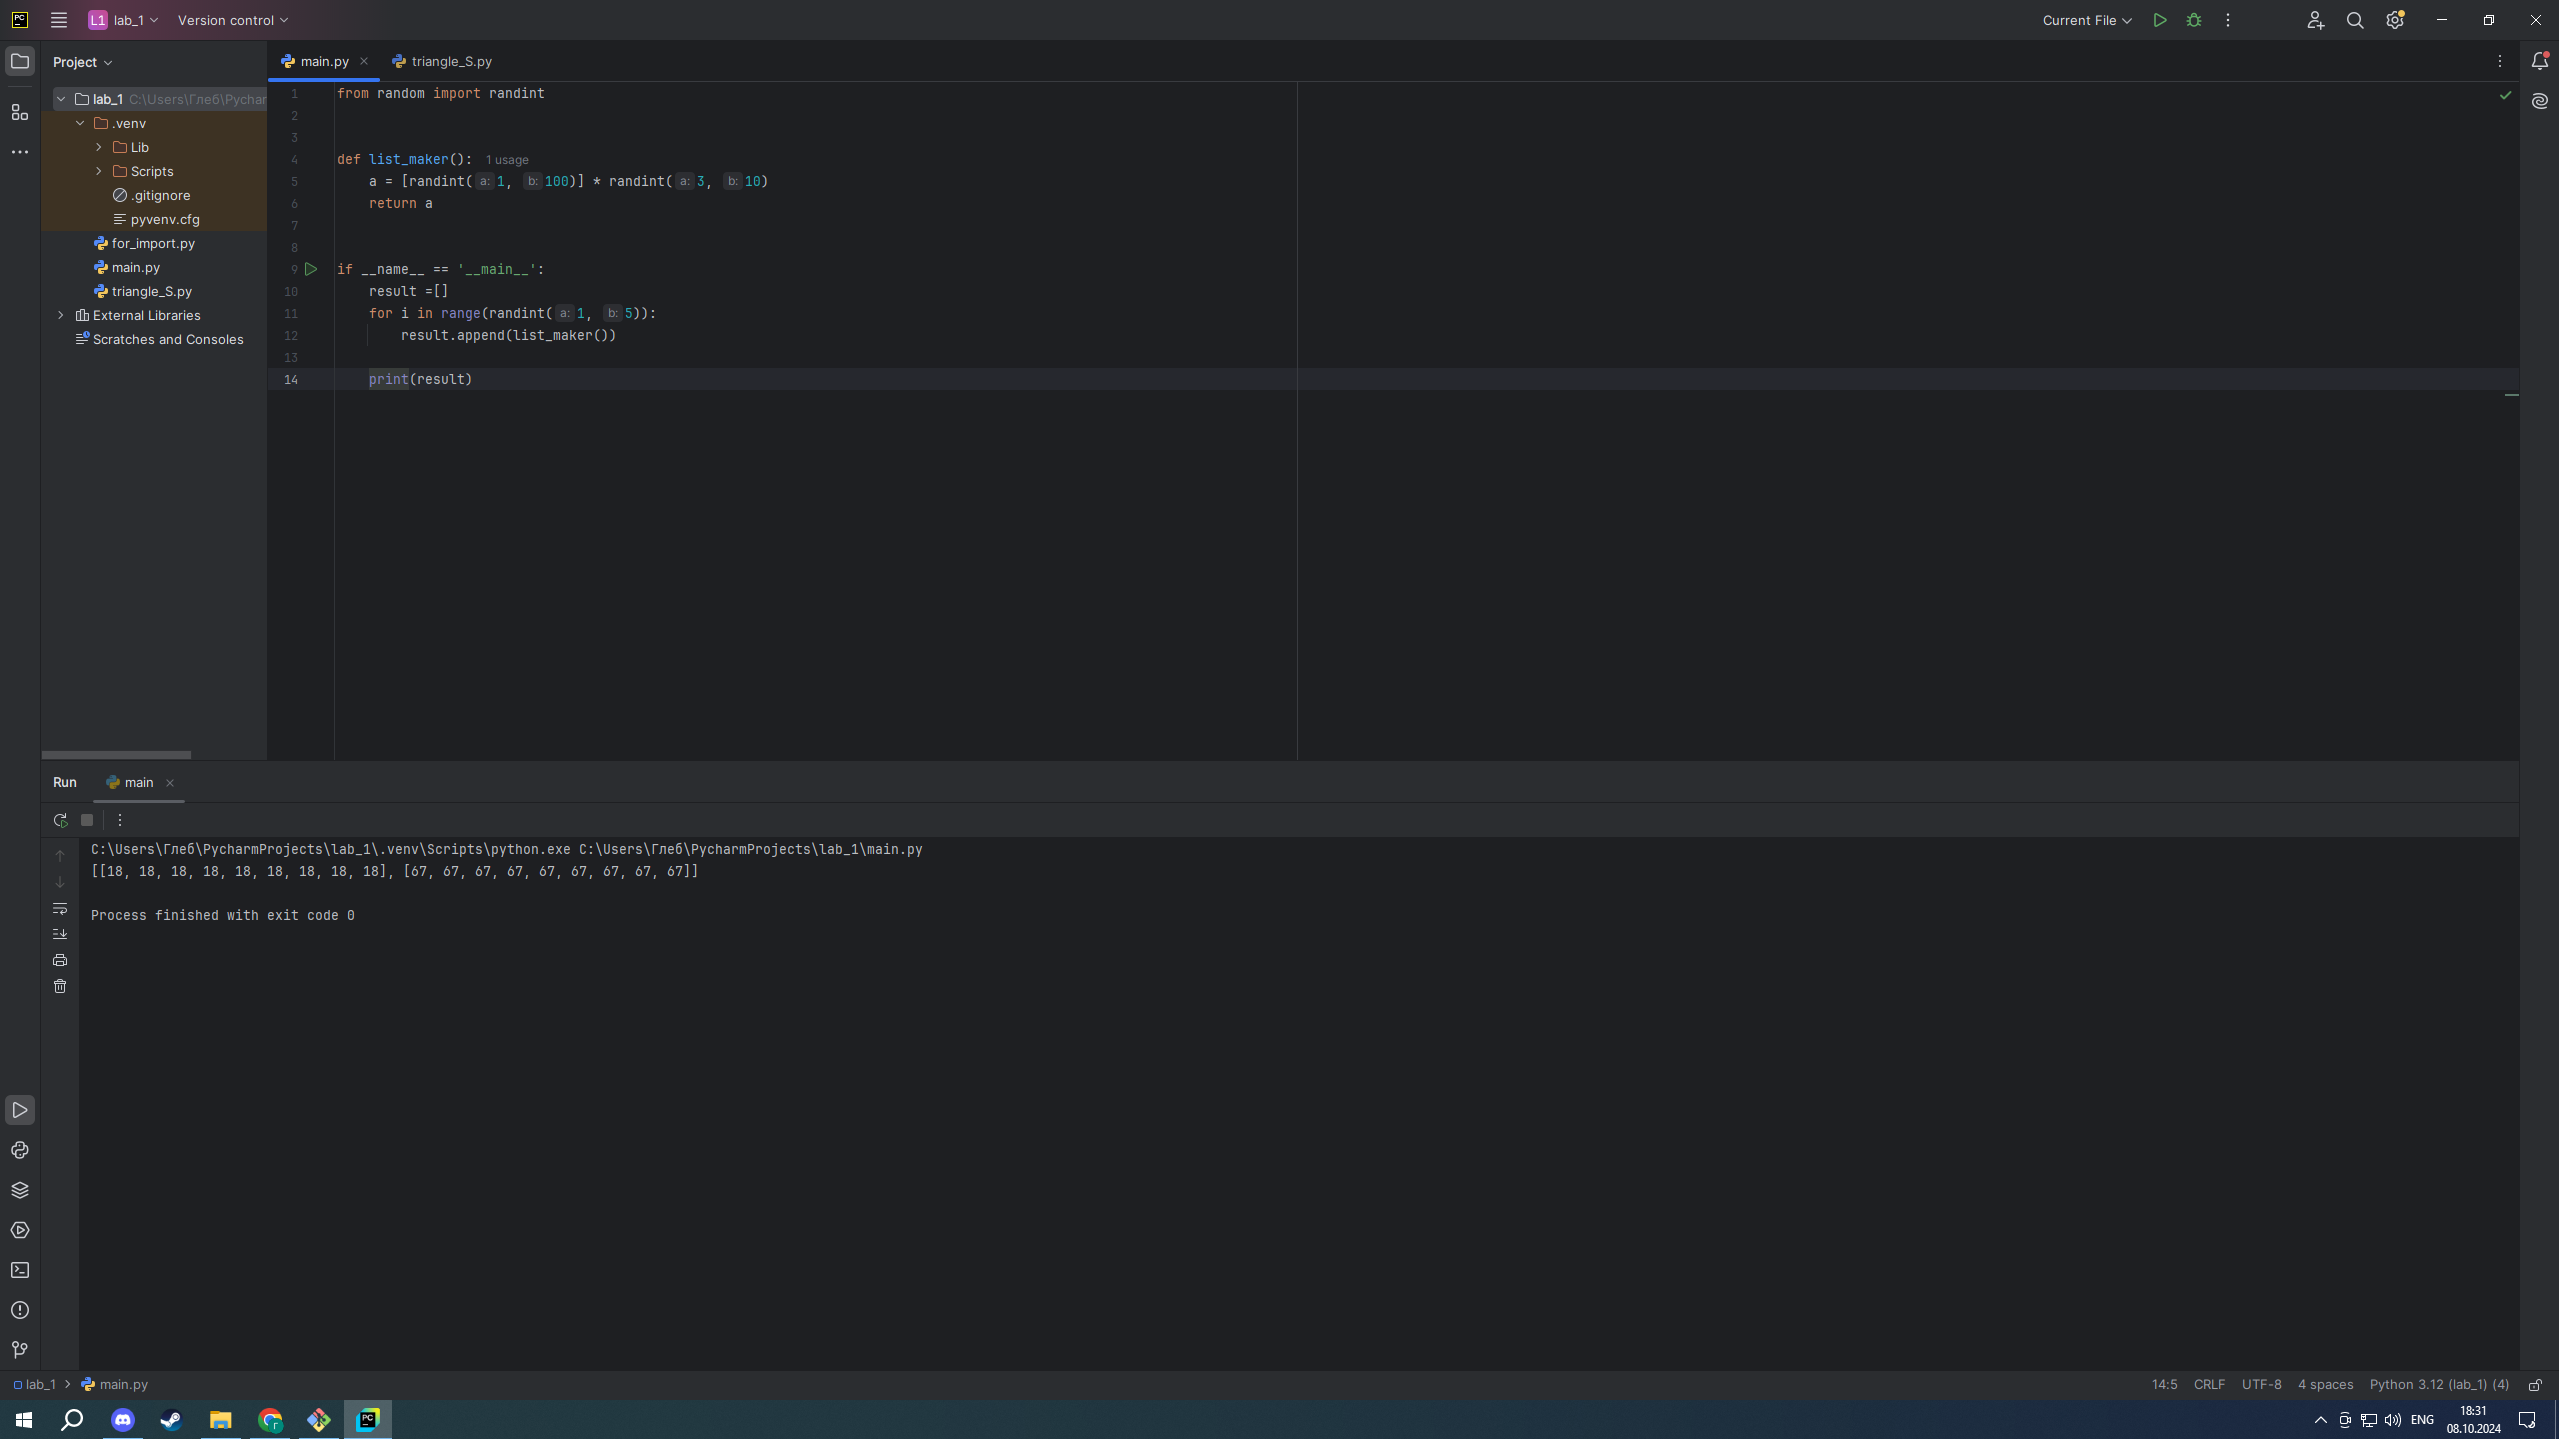 L1 lab_1 Version control Current File
Project
main.py
triangle_S.py
lab_1 C:\Users\Глеб\Pychar
.venv
Lib
Scripts
.gitignore
pyvenv.cfg
for_import.py
main.py
triangle_S.py
External Libraries
Scratches and Consoles
1 from random import randint
2
3
4 def list_maker(): 1 usage
5 a = [randint( a: 1, b: 100)] * randint( a: 3, b: 10)
6 return a
7
8
9 if __name__ == '__main__':
10 result =[]
11 for i in range(randint( a: 1, b: 5)):
12 result.append(list_maker())
13
14 print(result)
Run main
C:\Users\Глеб\PycharmProjects\lab_1\.venv\Scripts\python.exe C:\Users\Глеб\PycharmProjects\lab_1\main.py
[[18, 18, 18, 18, 18, 18, 18, 18, 18], [67, 67, 67, 67, 67, 67, 67, 67, 67]]
Process finished with exit code 0
lab_1 > main.py 14:5 CRLF UTF-8 4 spaces Python 3.12 (lab_1) (4)
ENG 18:31
08.10.2024